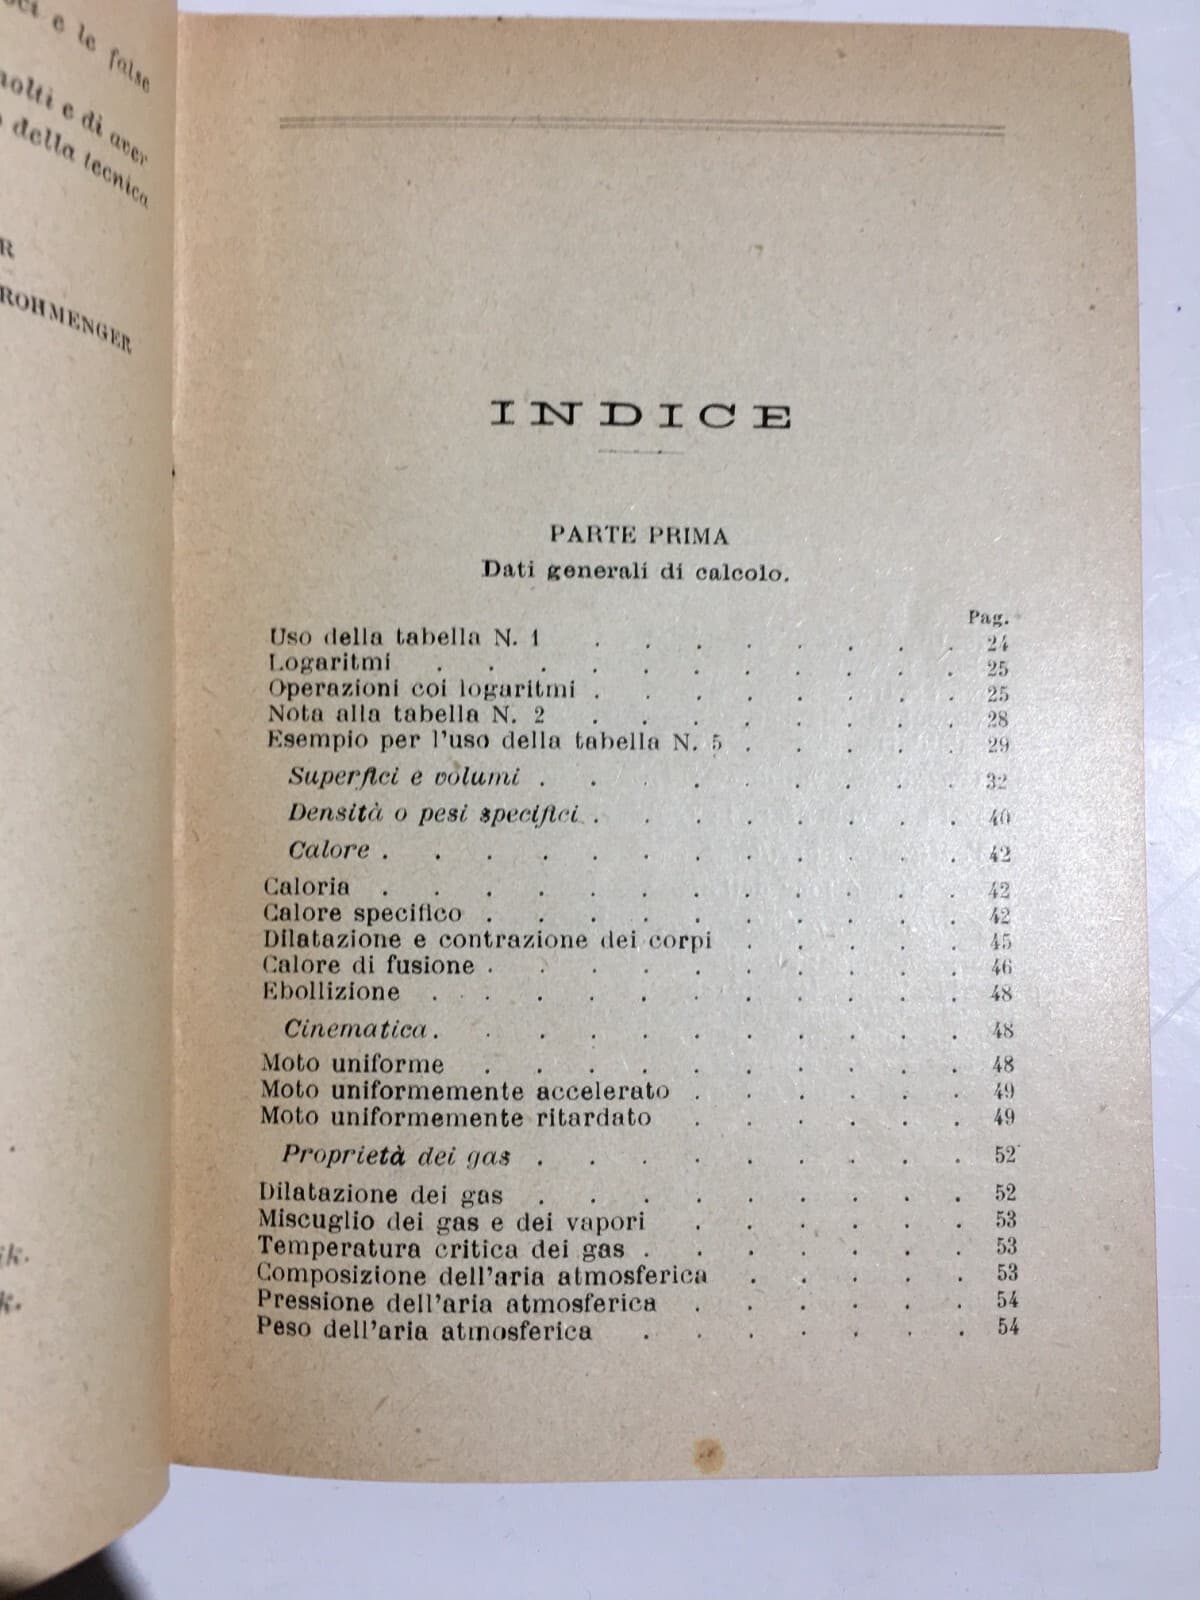 e le false
molti e di aver
della tecnica
R
ROHMENGER
ik.
k.
INDICE
PARTE PRIMA
Dati generali di calcolo.
Pag.
Uso della tabella N. 1 . . . . . . . . 24
Logaritmi . . . . . . . . . . . 25
Operazioni coi logaritmi . . . . . . . . 25
Nota alla tabella N. 2 . . . . . . . . 28
Esempio per l'uso della tabella N. 5 . . . . . 29
Superfici e volumi . . . . . . . . . 32
Densità o pesi specifici . . . . . . . . 40
Calore . . . . . . . . . . . . 42
Caloria . . . . . . . . . . . . 42
Calore specifico . . . . . . . . . . 42
Dilatazione e contrazione dei corpi . . . . . 45
Calore di fusione . . . . . . . . . . 46
Ebollizione . . . . . . . . . . . 48
Cinematica . . . . . . . . . . . 48
Moto uniforme . . . . . . . . . . 48
Moto uniformemente accelerato . . . . . . 49
Moto uniformemente ritardato . . . . . . 49
Proprietà dei gas . . . . . . . . . 52
Dilatazione dei gas . . . . . . . . . 52
Miscuglio dei gas e dei vapori . . . . . . 53
Temperatura critica dei gas . . . . . . . 53
Composizione dell'aria atmosferica . . . . . 53
Pressione dell'aria atmosferica . . . . . . 54
Peso dell'aria atmosferica . . . . . . . 54